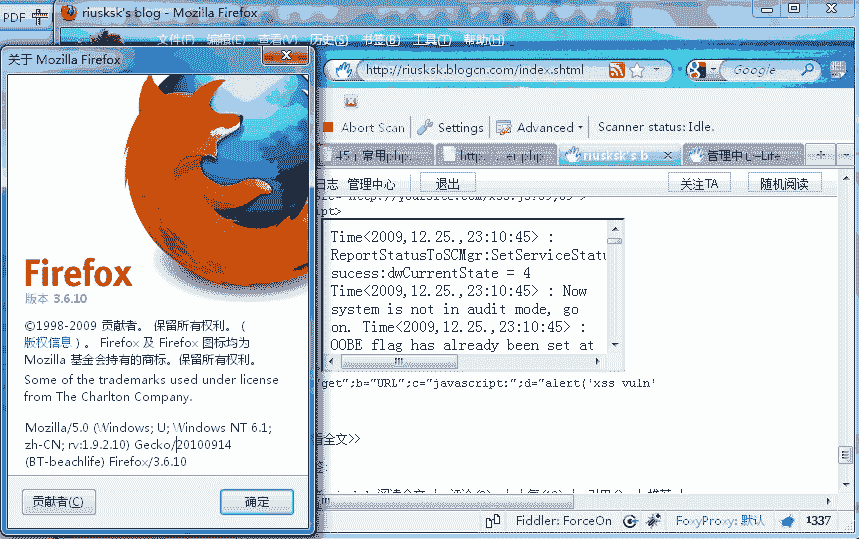 PDF
riusksk's blog - Mozilla Firefox
文件(F) 编辑(E) 查看(V) 历史(S) 书签(B) 工具(T) 帮助(H)
http://riusksk.blogcn.com/index.shtml
Google
Abort Scan
Settings
Advanced
Scanner status: Idle.
常用php
http:
er.php
riusksk's b
管理中心-Life
日志 管理中心
退出
关注TA
随机阅读
ript>
Time<2009,12.25.,23:10:45> :
ReportStatusToSCMgr:SetServiceStatu
sucess:dwCurrentState = 4
Time<2009,12.25.,23:10:45> : Now
system is not in audit mode, go
on. Time<2009,12.25.,23:10:45> :
OOBE flag has already been set at
get";b="URL";c="javascript:";d="alert('xss vuln'
全文>>
Fiddler: ForceOn
FoxyProxy: 默认
1337
关于 Mozilla Firefox
Firefox
版本 3.6.10
©1998-2009 贡献者。 保留所有权利。 (
版权信息 )。 Firefox 及 Firefox 图标均为
Mozilla 基金会持有的商标。保留所有权利。
Some of the trademarks used under license
from The Charlton Company.
Mozilla/5.0 (Windows; U; Windows NT 6.1;
zh-CN; rv:1.9.2.10) Gecko/20100914
(BT-beachlife) Firefox/3.6.10
贡献者(C)
确定